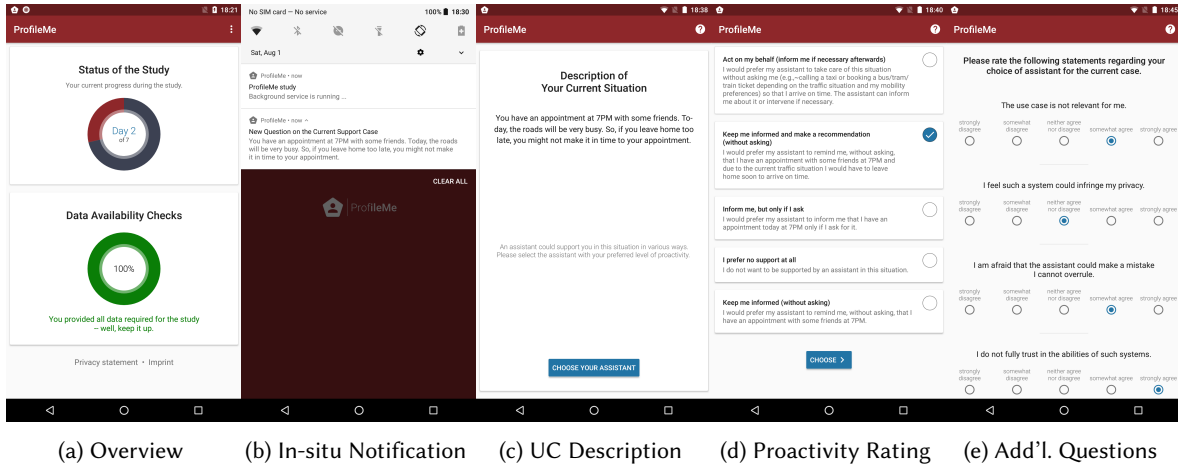 18:21
ProfileMe
Status of the Study
Your current progress during the study.
Day 2
of 7
Data Availability Checks
100%
You provided all data required for the study
– well, keep it up.
Privacy statement • Imprint
(a) Overview
No SIM card — No service
100% 18:30
Sat, Aug 1
ProfileMe • now
ProfileMe study
Background service is running ...
ProfileMe • now
New Question on the Current Support Case
You have an appointment at 7PM with some friends. Today, the roads
will be very busy. So, if you leave home too late, you might not make
it in time to your appointment.
CLEAR ALL
ProfileMe
(b) In-situ Notification
18:38
ProfileMe
Description of
Your Current Situation
You have an appointment at 7PM with some friends. To-
day, the roads will be very busy. So, if you leave home too
late, you might not make it in time to your appointment.
An assistant could support you in this situation in various ways.
Please select the assistant with your preferred level of proactivity.
CHOOSE YOUR ASSISTANT
(c) UC Description
18:40
ProfileMe
Act on my behalf (inform me if necessary afterwards)
I would prefer my assistant to take care of this situation
without asking me (e.g.,~calling a taxi or booking a bus/tram/
train ticket depending on the traffic situation and my mobility
preferences) so that I arrive on time. The assistant can inform
me about it or intervene if necessary.
Keep me informed and make a recommendation
(without asking)
I would prefer my assistant to remind me, without asking,
that I have an appointment with some friends at 7PM and
due to the current traffic situation I would have to leave
home soon to arrive on time.
Inform me, but only if I ask
I would prefer my assistant to inform me that I have an
appointment today at 7PM only if I ask for it.
I prefer no support at all
I do not want to be supported by an assistant in this situation.
Keep me informed (without asking)
I would prefer my assistant to remind me, without asking, that I
have an appointment with some friends at 7PM.
CHOOSE
(d) Proactivity Rating
18:45
ProfileMe
Please rate the following statements regarding your
choice of assistant for the current case.
The use case is not relevant for me.
strongly disagree somewhat disagree neither agree nor disagree somewhat agree strongly agree
I feel such a system could infringe my privacy.
strongly disagree somewhat disagree neither agree nor disagree somewhat agree strongly agree
I am afraid that the assistant could make a mistake
I cannot overrule.
strongly disagree somewhat disagree neither agree nor disagree somewhat agree strongly agree
I do not fully trust in the abilities of such systems.
strongly disagree somewhat disagree neither agree nor disagree somewhat agree strongly agree
(e) Add'l. Questions